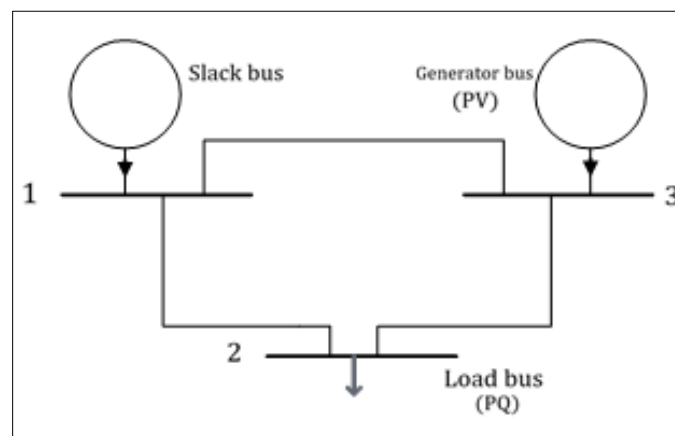 Slack bus
Generator bus
(PV)
1
3
2
Load bus
(PQ)